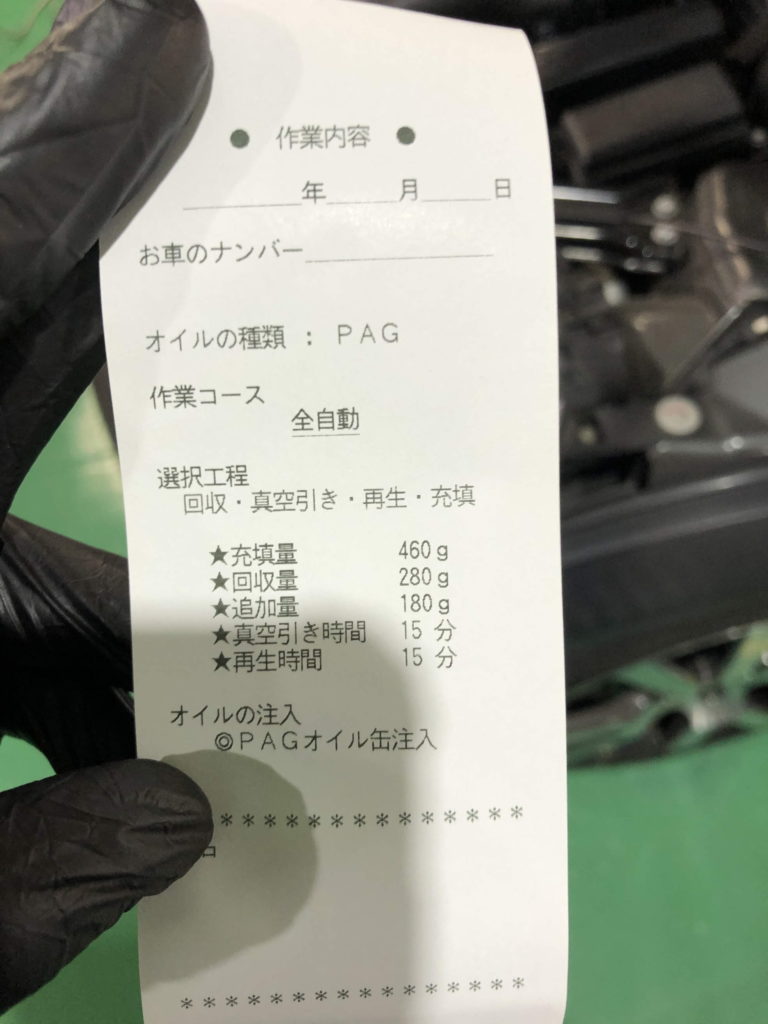 ● 作業内容 ●
年 月 日
お車のナンバー
オイルの種類 : PAG
作業コース
全自動
選択工程
回収・真空引き・再生・充填
★充填量 460g
★回収量 280g
★追加量 180g
★真空引き時間 15 分
★再生時間 15 分
オイルの注入
◎PAGオイル缶注入
**************
****************